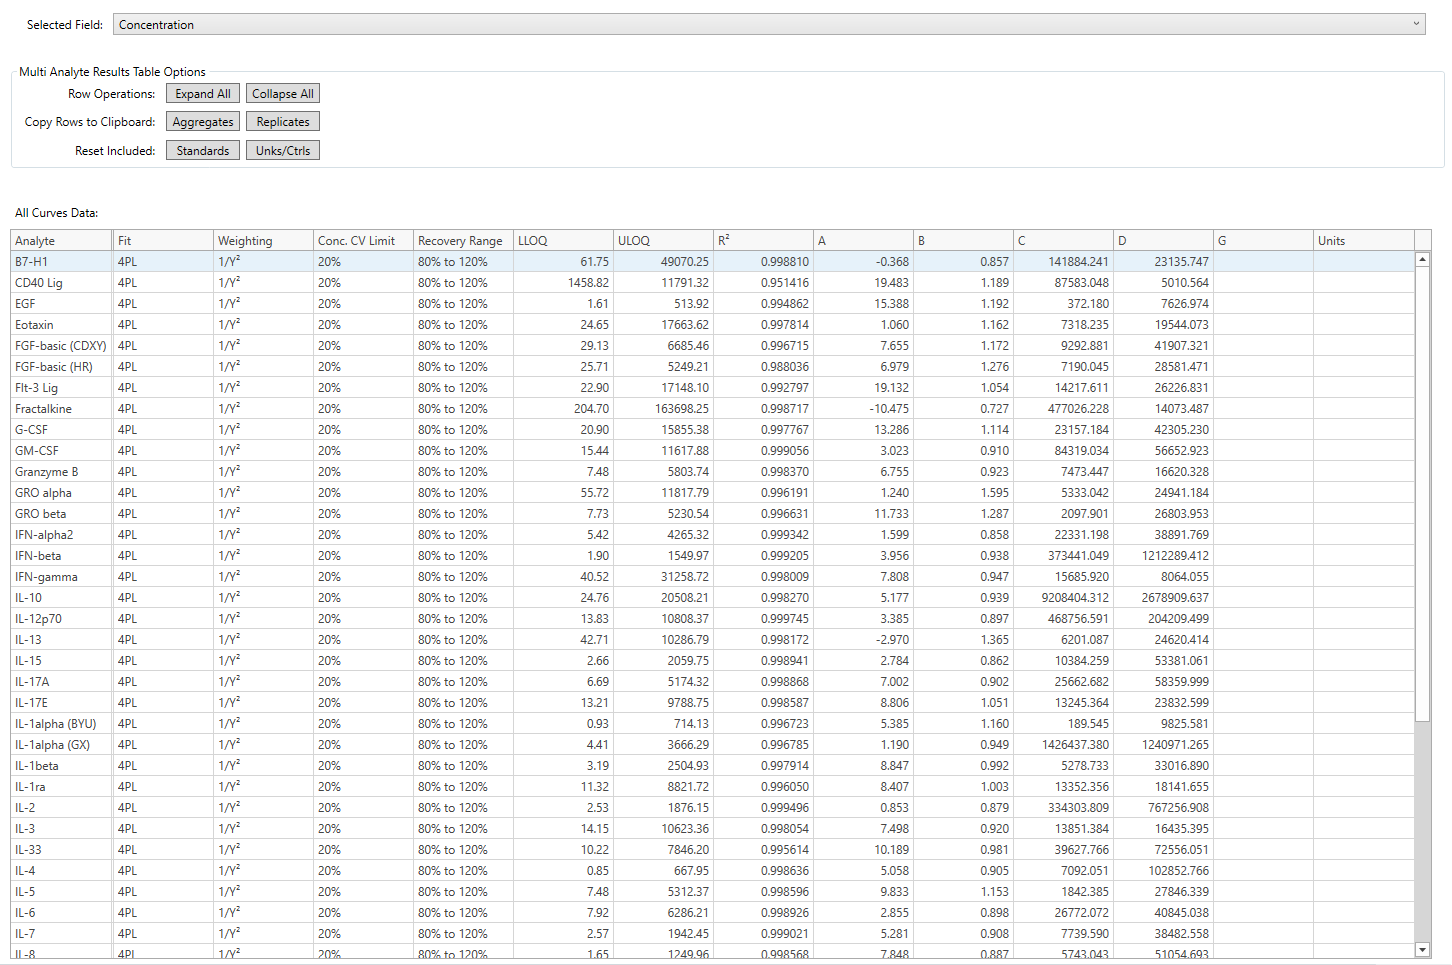 Selected Field: Concentration
Multi Analyte Results Table Options
Row Operations: Expand All Collapse All
Copy Rows to Clipboard: Aggregates Replicates
Reset Included: Standards Unks/Ctrls
All Curves Data:
Analyte Fit Weighting Conc. CV Limit Recovery Range LLOQ ULOQ R² A B C D G Units
B7-H1 4PL 1/Y² 20% 80% to 120% 61.75 49070.25 0.998810 -0.368 0.857 141884.241 23135.747
CD40 Lig 4PL 1/Y² 20% 80% to 120% 1458.82 11791.32 0.951416 19.483 1.189 87583.048 5010.564
EGF 4PL 1/Y² 20% 80% to 120% 1.61 513.92 0.994862 15.388 1.192 372.180 7626.974
Eotaxin 4PL 1/Y² 20% 80% to 120% 24.65 17663.62 0.997814 1.060 1.162 7318.235 19544.073
FGF-basic (CDXY) 4PL 1/Y² 20% 80% to 120% 29.13 6685.46 0.996715 7.655 1.172 9292.881 41907.321
FGF-basic (HR) 4PL 1/Y² 20% 80% to 120% 25.71 5249.21 0.988036 6.979 1.276 7190.045 28581.471
Flt-3 Lig 4PL 1/Y² 20% 80% to 120% 22.90 17148.10 0.992797 19.132 1.054 14217.611 26226.831
Fractalkine 4PL 1/Y² 20% 80% to 120% 204.70 163698.25 0.998717 -10.475 0.727 477026.228 14073.487
G-CSF 4PL 1/Y² 20% 80% to 120% 20.90 15855.38 0.997767 13.286 1.114 23157.184 42305.230
GM-CSF 4PL 1/Y² 20% 80% to 120% 15.44 11617.88 0.999056 3.023 0.910 84319.034 56652.923
Granzyme B 4PL 1/Y² 20% 80% to 120% 7.48 5803.74 0.998370 6.755 0.923 7473.447 16620.328
GRO alpha 4PL 1/Y² 20% 80% to 120% 55.72 11817.79 0.996191 1.240 1.595 5333.042 24941.184
GRO beta 4PL 1/Y² 20% 80% to 120% 7.73 5230.54 0.996631 11.733 1.287 2097.901 26803.953
IFN-alpha2 4PL 1/Y² 20% 80% to 120% 5.42 4265.32 0.999342 1.599 0.858 22331.198 38891.769
IFN-beta 4PL 1/Y² 20% 80% to 120% 1.90 1549.97 0.999205 3.956 0.938 373441.049 1212289.412
IFN-gamma 4PL 1/Y² 20% 80% to 120% 40.52 31258.72 0.998009 7.808 0.947 15685.920 8064.055
IL-10 4PL 1/Y² 20% 80% to 120% 24.76 20508.21 0.998270 5.177 0.939 9208404.312 2678909.637
IL-12p70 4PL 1/Y² 20% 80% to 120% 13.83 10808.37 0.999745 3.385 0.897 468756.591 204209.499
IL-13 4PL 1/Y² 20% 80% to 120% 42.71 10286.79 0.998172 -2.970 1.365 6201.087 24620.414
IL-15 4PL 1/Y² 20% 80% to 120% 2.66 2059.75 0.998941 2.784 0.862 10384.259 53381.061
IL-17A 4PL 1/Y² 20% 80% to 120% 6.69 5174.32 0.998868 7.002 0.902 25662.682 58359.999
IL-17E 4PL 1/Y² 20% 80% to 120% 13.21 9788.75 0.998587 8.806 1.051 13245.364 23832.599
IL-1alpha (BYU) 4PL 1/Y² 20% 80% to 120% 0.93 714.13 0.996723 5.385 1.160 189.545 9825.581
IL-1alpha (GX) 4PL 1/Y² 20% 80% to 120% 4.41 3666.29 0.996785 1.190 0.949 1426437.380 1240971.265
IL-1beta 4PL 1/Y² 20% 80% to 120% 3.19 2504.93 0.997914 8.847 0.992 5278.733 33016.890
IL-1ra 4PL 1/Y² 20% 80% to 120% 11.32 8821.72 0.996050 8.407 1.003 13352.356 18141.655
IL-2 4PL 1/Y² 20% 80% to 120% 2.53 1876.15 0.999496 0.853 0.879 334303.809 767256.908
IL-3 4PL 1/Y² 20% 80% to 120% 14.15 10623.36 0.998054 7.498 0.920 13851.384 16435.395
IL-33 4PL 1/Y² 20% 80% to 120% 10.22 7846.20 0.995614 10.189 0.981 39627.766 72556.051
IL-4 4PL 1/Y² 20% 80% to 120% 0.85 667.95 0.998636 5.058 0.905 7092.051 102852.766
IL-5 4PL 1/Y² 20% 80% to 120% 7.48 5312.37 0.998596 9.833 1.153 1842.385 27846.339
IL-6 4PL 1/Y² 20% 80% to 120% 7.92 6286.21 0.998926 2.855 0.898 26772.072 40845.038
IL-7 4PL 1/Y² 20% 80% to 120% 2.57 1942.45 0.999021 5.281 0.908 7739.590 38482.558
IL-8 4PL 1/Y² 20% 80% to 120% 1.65 1249.96 0.998568 7.848 0.887 5743.043 51054.693